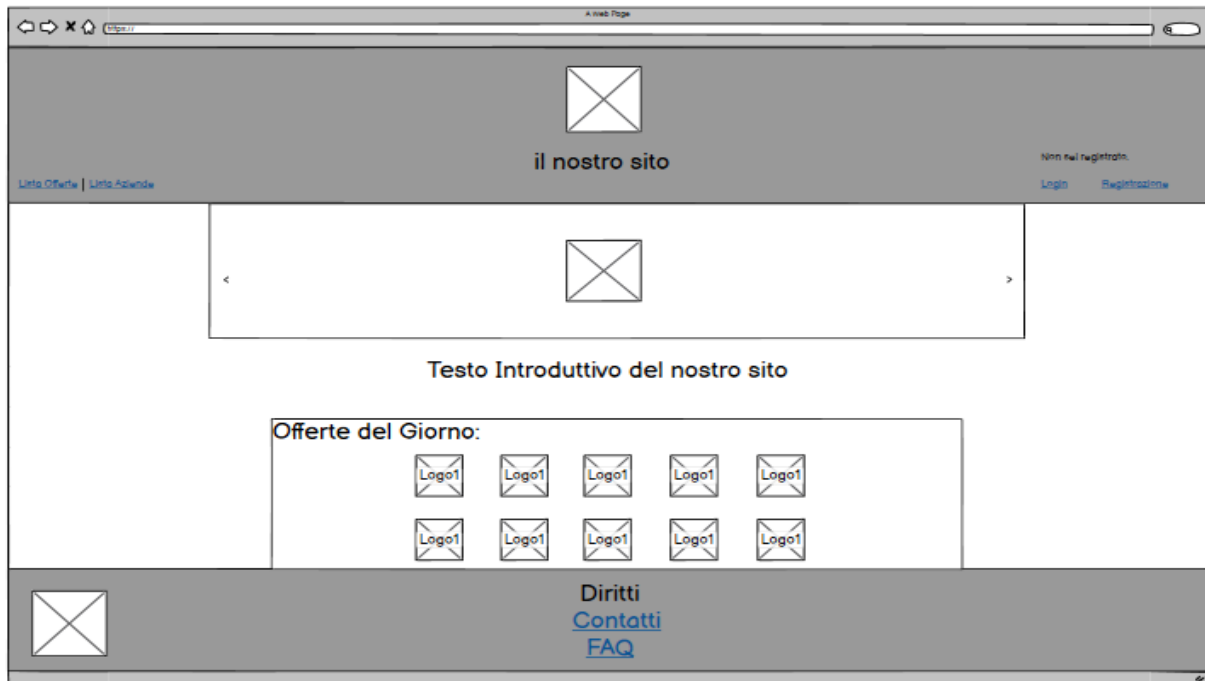 A Web Page
https://
il nostro sito
Non sei registrato.
Lista Offerte | Lista Aziende
Login Registrazione
< >
Testo Introduttivo del nostro sito
Offerte del Giorno:
Logo1 Logo1 Logo1 Logo1 Logo1
Logo1 Logo1 Logo1 Logo1 Logo1
Diritti
Contatti
FAQ